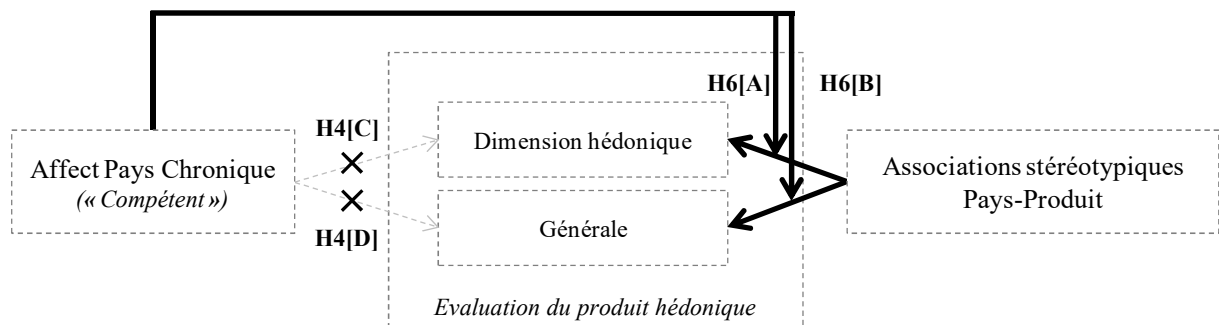 H6[A]
H6[B]
H4[C]
Affect Pays Chronique
(« Compétent »)
H4[D]
Dimension hédonique
Générale
Evaluation du produit hédonique
Associations stéréotypiques
Pays-Produit